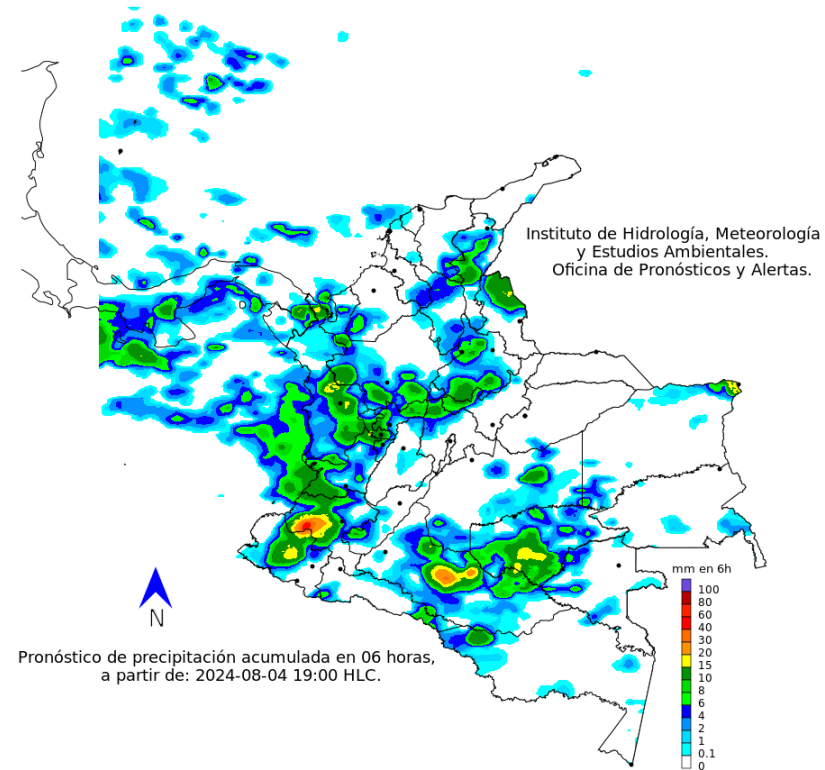 Instituto de Hidrología, Meteorología
y Estudios Ambientales.
Oficina de Pronósticos y Alertas.
mm en 6h
100
80
60
40
30
20
15
10
8
6
4
2
1
0.1
0
N
Pronóstico de precipitación acumulada en 06 horas,
a partir de: 2024-08-04 19:00 HLC.